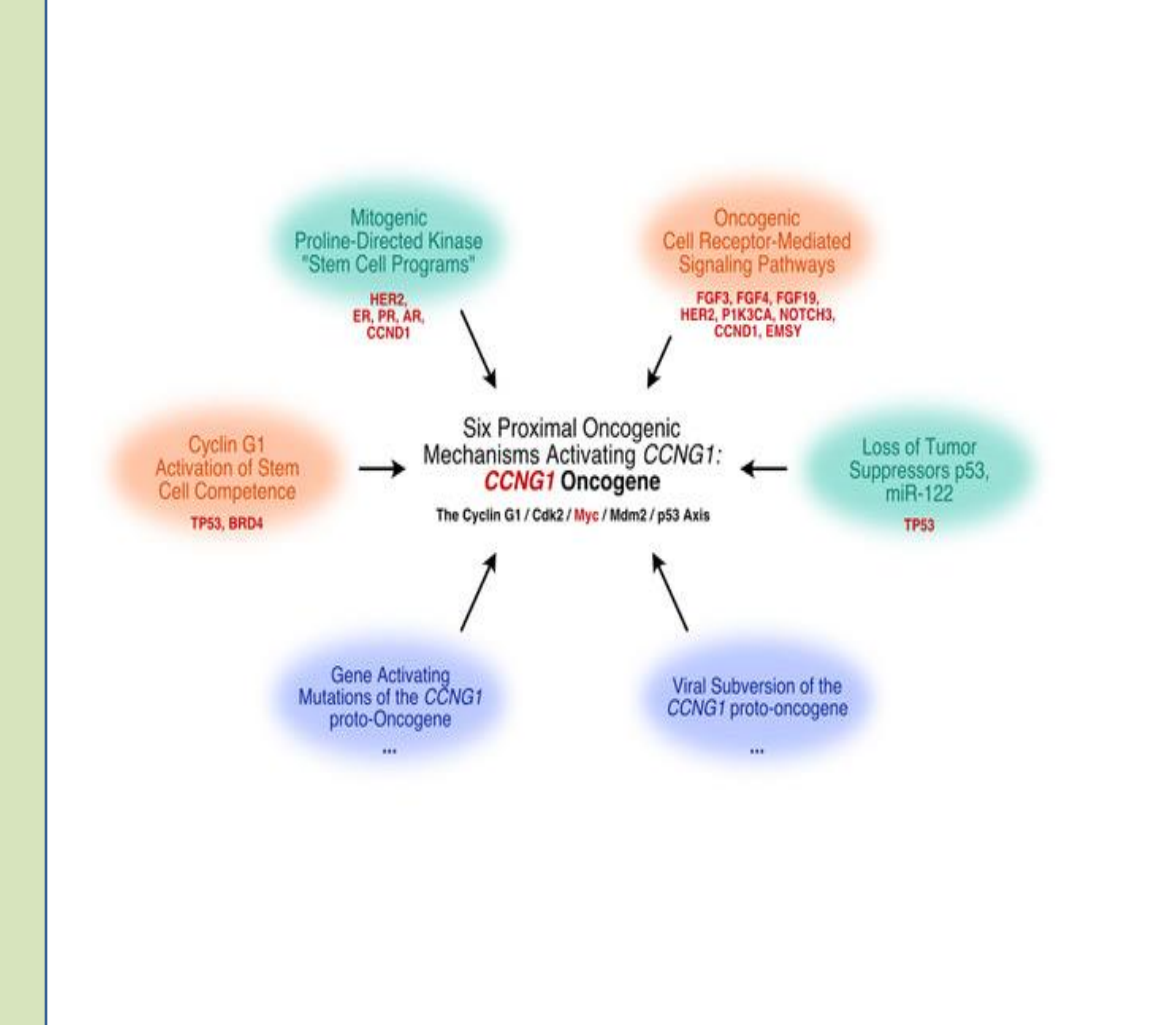 Mitogenic
Proline-Directed Kinase
"Stem Cell Programs"
HER2,
ER, PR, AR,
CCND1
Oncogenic
Cell Receptor-Mediated
Signaling Pathways
FGF3, FGF4, FGF19,
HER2, P1K3CA, NOTCH3,
CCND1, EMSY
Cyclin G1
Activation of Stem
Cell Competence
TP53, BRD4
Six Proximal Oncogenic
Mechanisms Activating CCNG1:
CCNG1 Oncogene
The Cyclin G1 / Cdk2 / Myc / Mdm2 / p53 Axis
Loss of Tumor
Suppressors p53,
miR-122
TP53
Gene Activating
Mutations of the CCNG1
proto-Oncogene
...
Viral Subversion of the
CCNG1 proto-oncogene
...